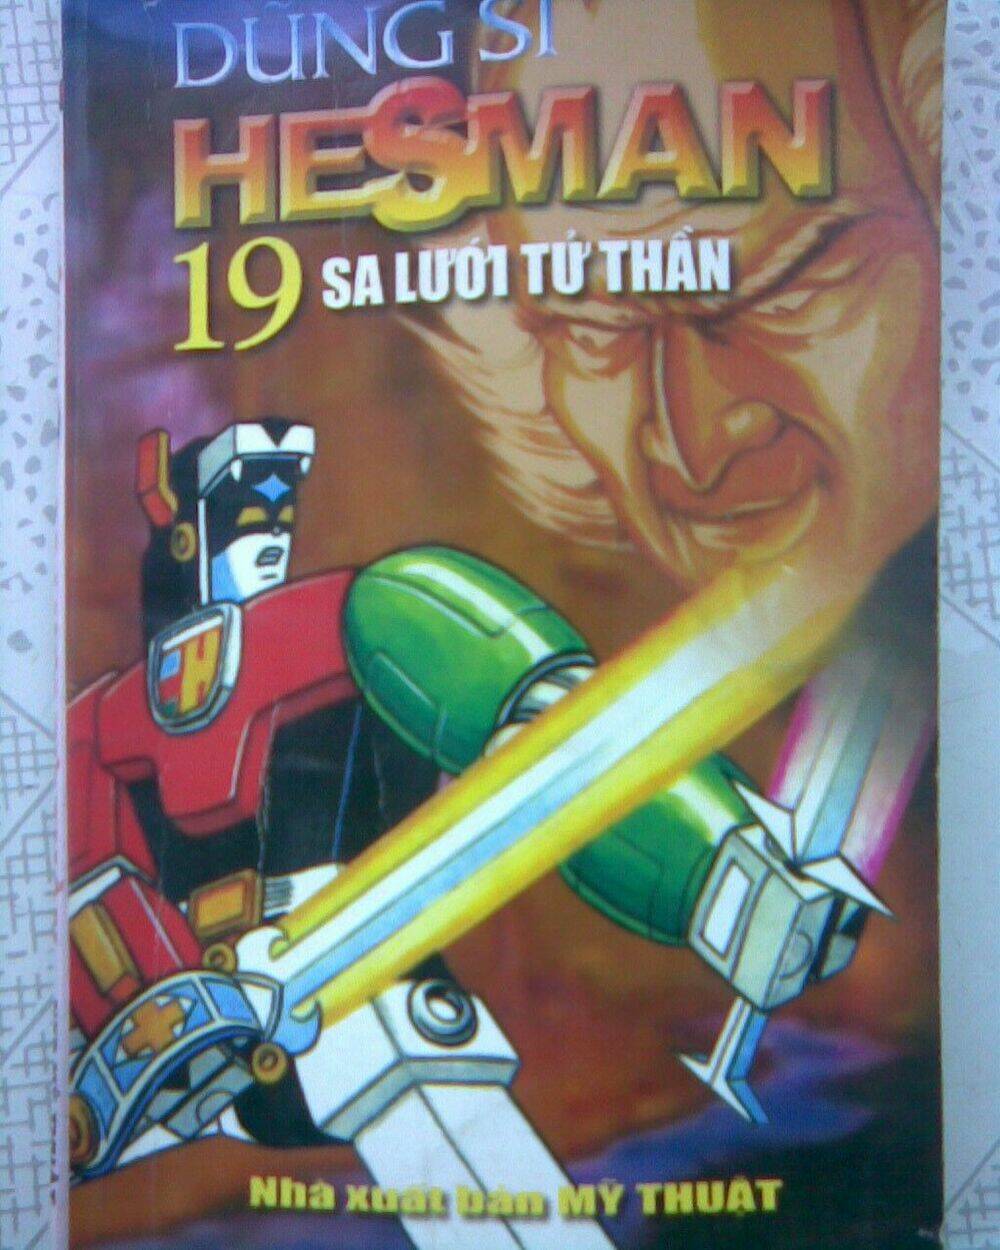 DŨNG SĨ
HESMAN
19 SA LƯỚI TỬ THẦN
H
Nhà xuất bản MỸ THUẬT